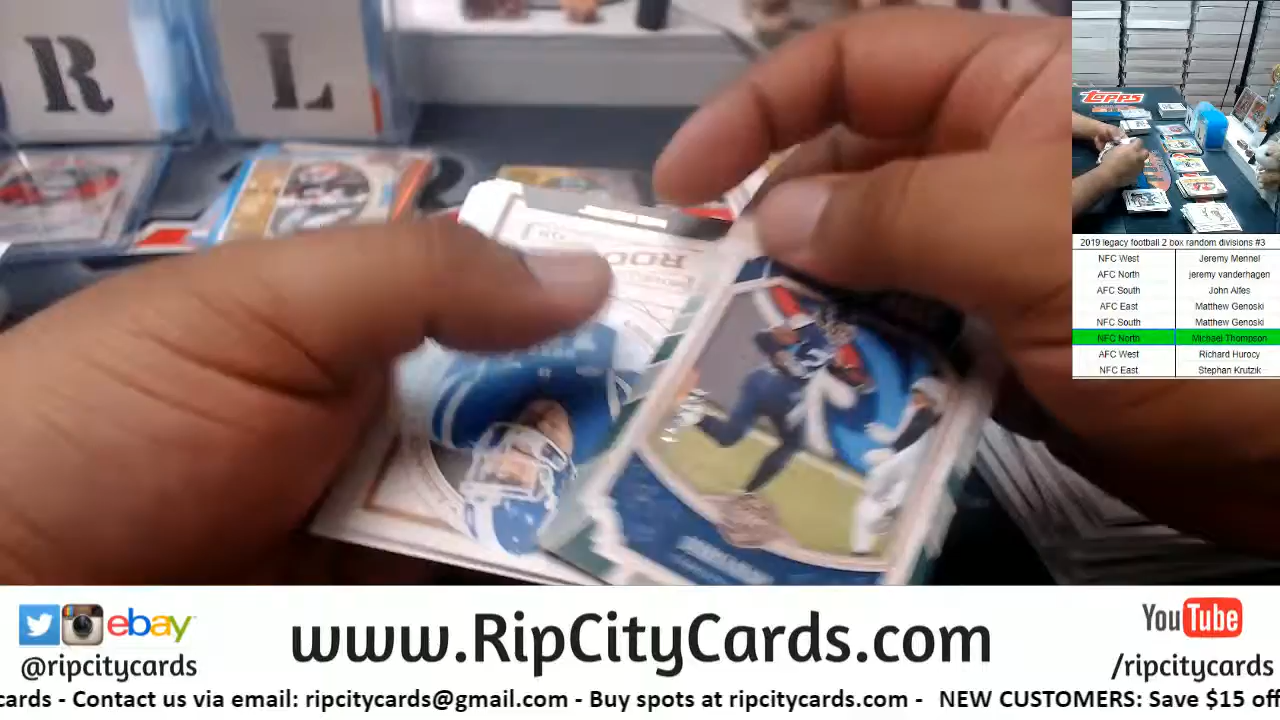 R L
Topps
ROO
2019 legacy football 2 box random divisions #3
NFC West Jeremy Mennel
AFC North jeremy vanderhagen
AFC South John Alfes
AFC East Matthew Genoski
NFC South Matthew Genoski
NFC North Michael Thompson
AFC West Richard Hurocy
NFC East Stephan Krutzik
ebay
@ripcitycards
www.RipCityCards.com
YouTube
/ripcitycards
cards - Contact us via email: ripcitycards@gmail.com - Buy spots at ripcitycards.com - NEW CUSTOMERS: Save $15 off